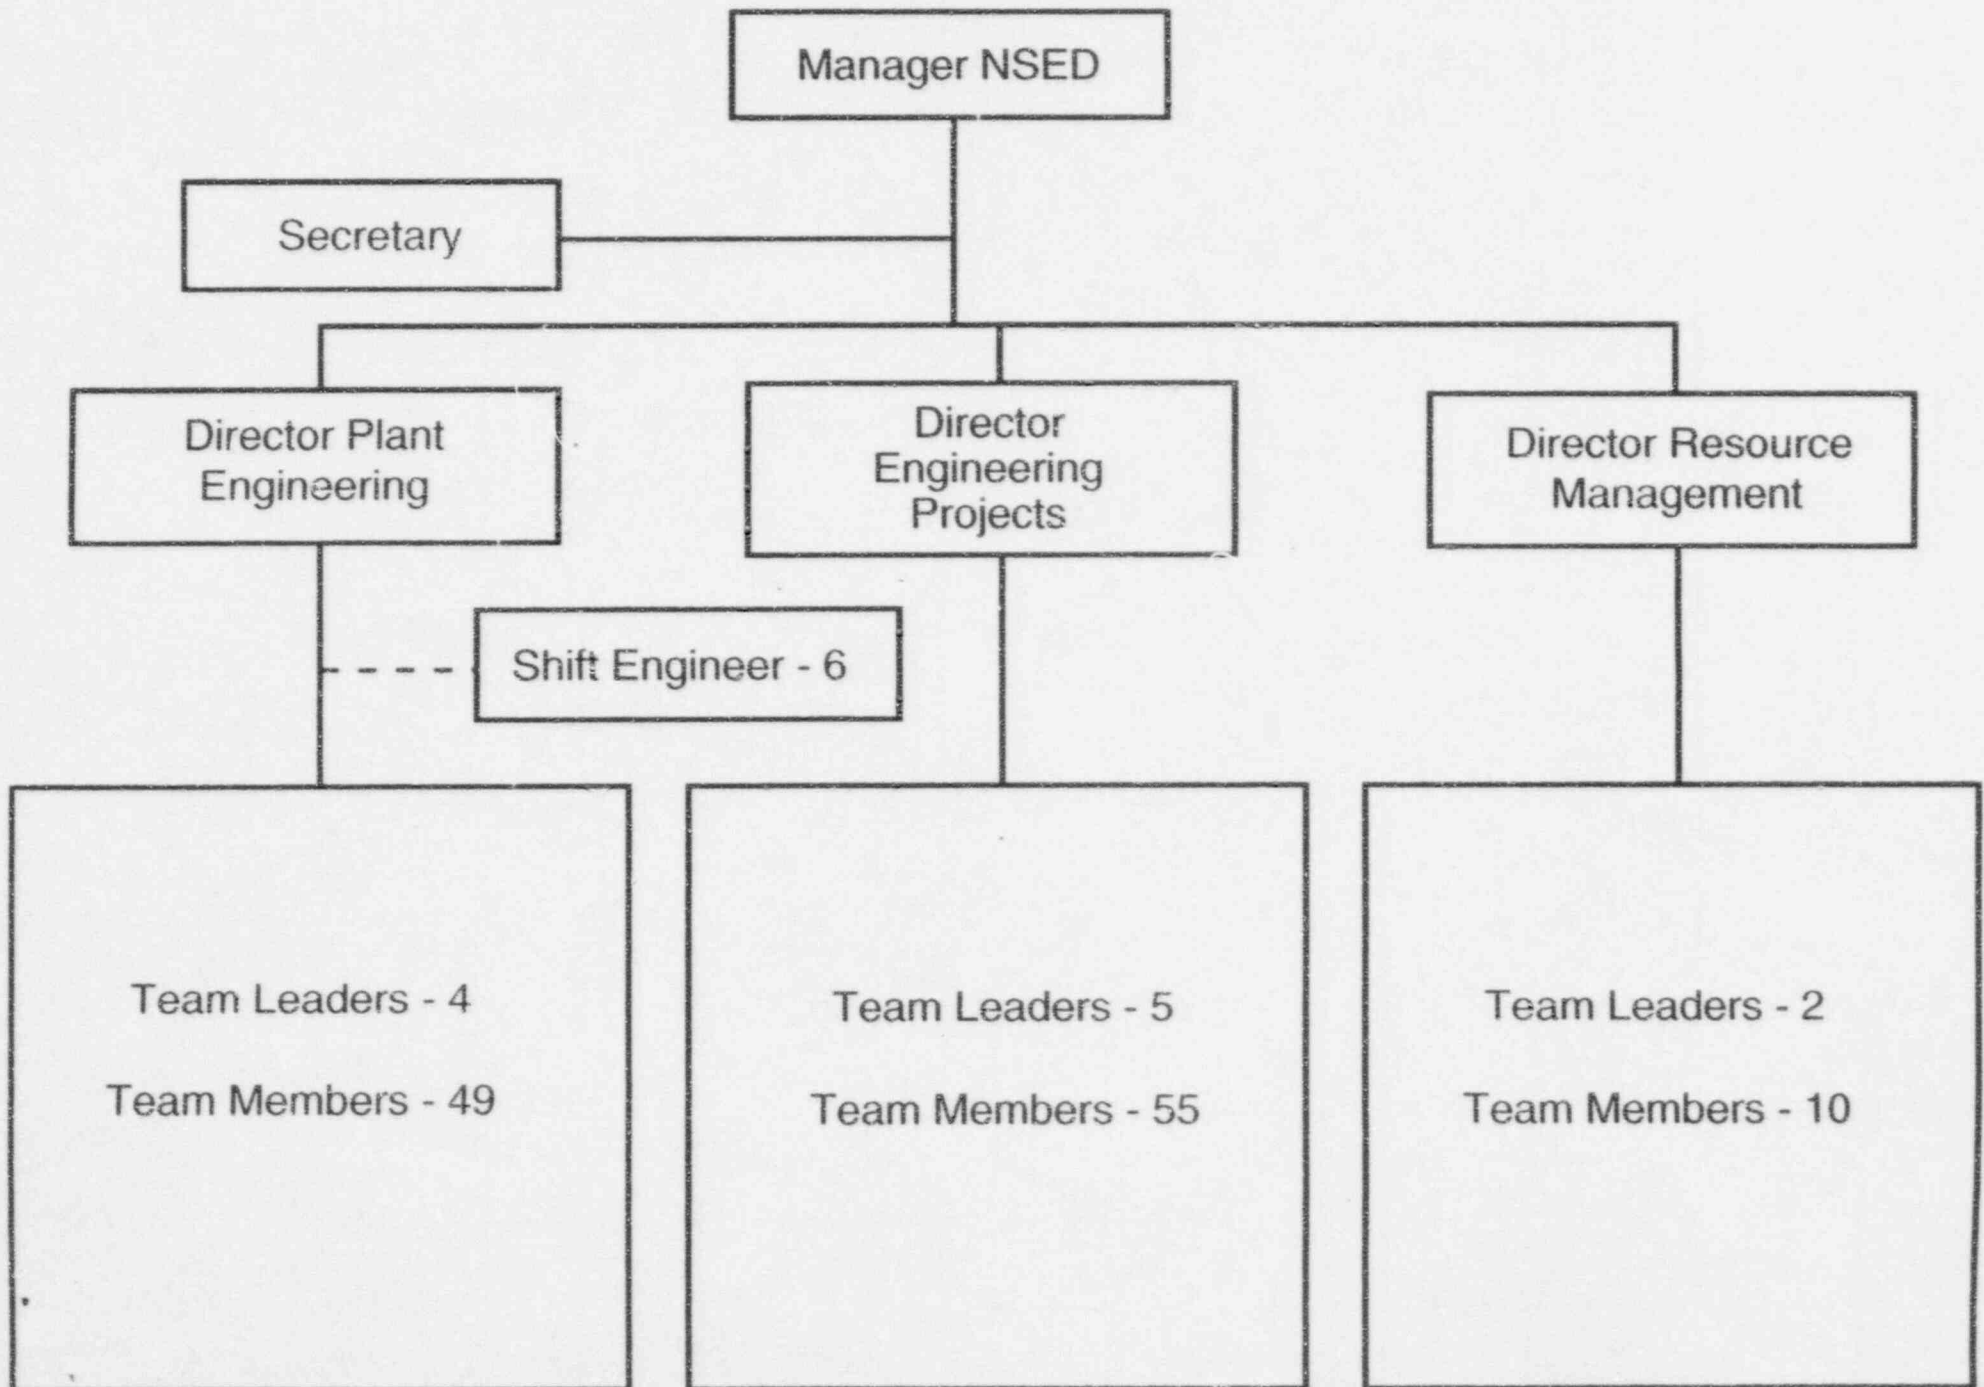 Manager NSED
Secretary
Director Plant
Engineering
Director
Engineering
Projects
Director Resource
Management
Shift Engineer - 6
Team Leaders - 4
Team Members - 49
Team Leaders - 5
Team Members - 55
Team Leaders - 2
Team Members - 10